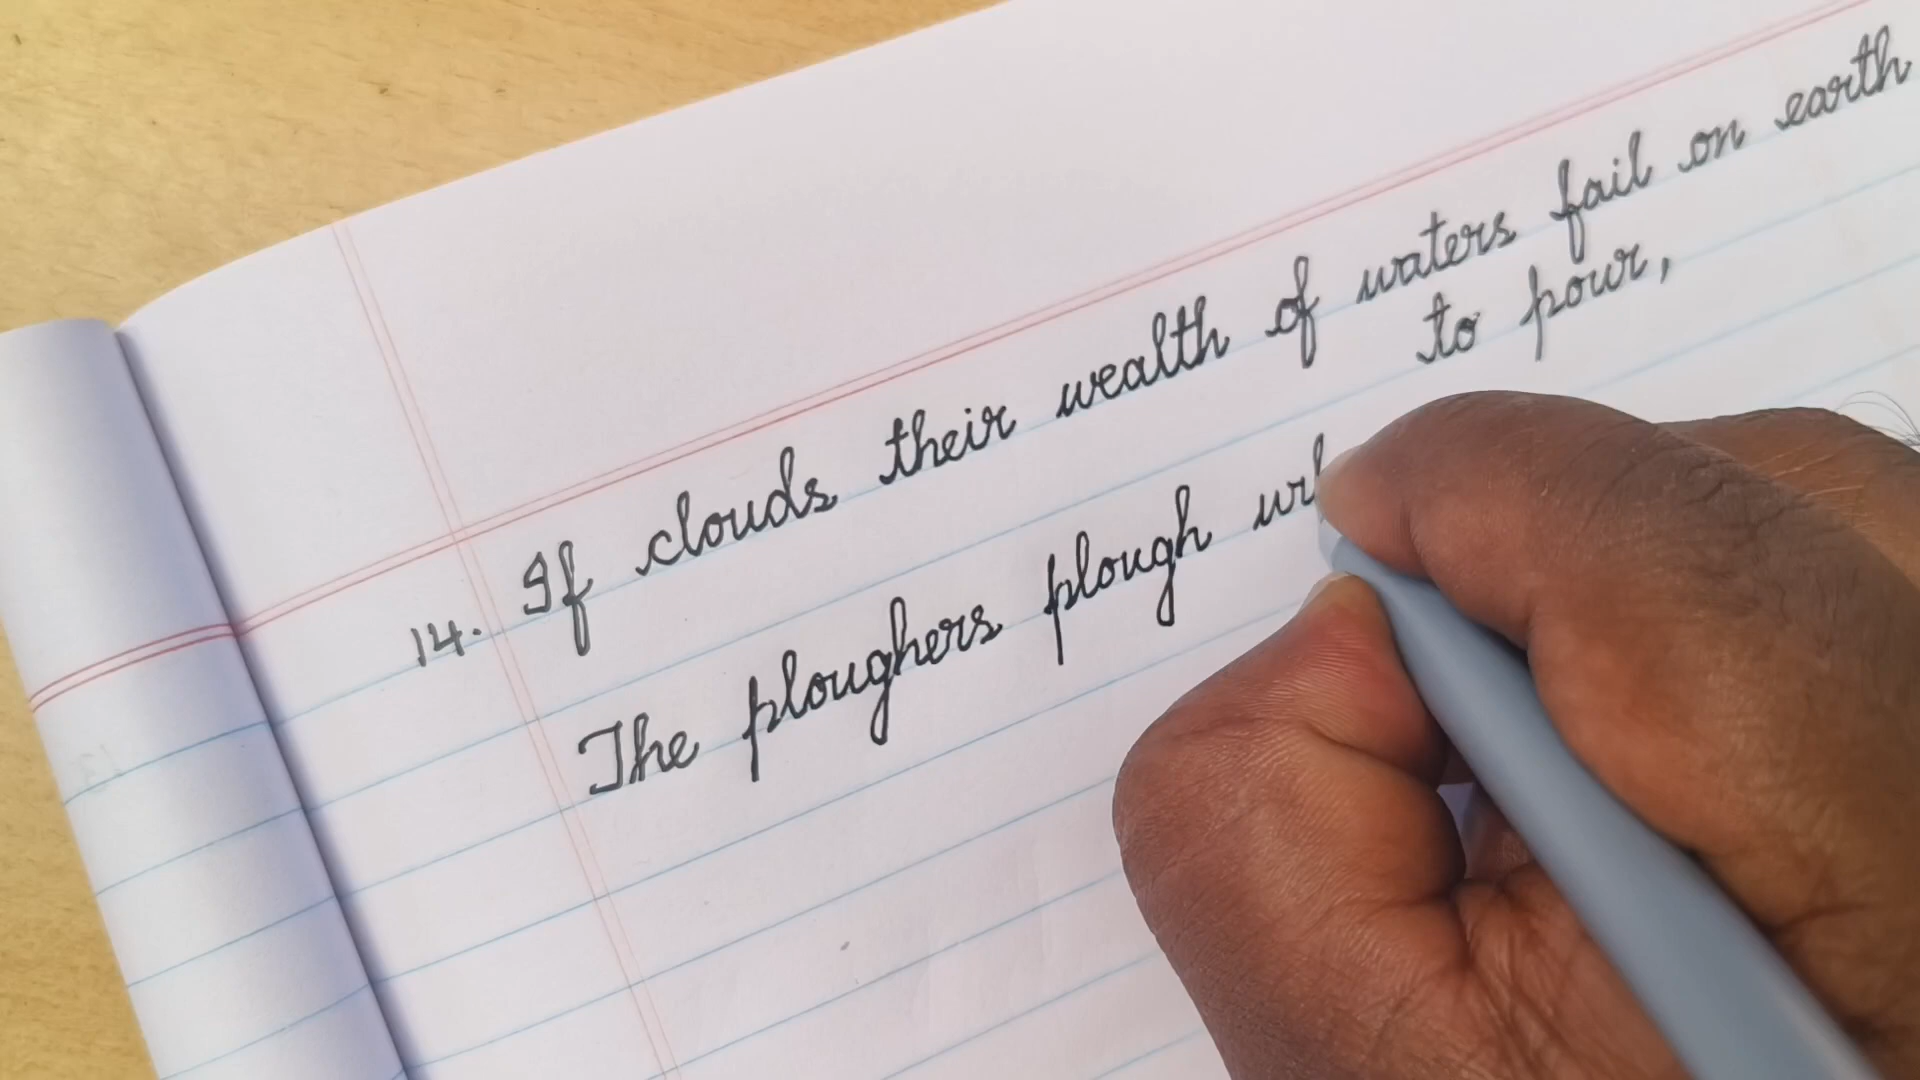 14. If clouds their wealth of waters fail on earth
to pour,
The ploughers plough